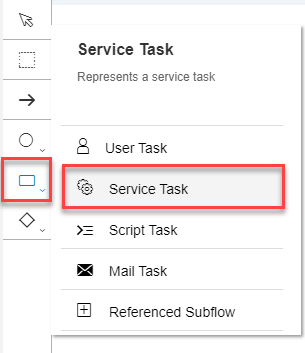 Service Task
Represents a service task
User Task
Service Task
Script Task
Mail Task
Referenced Subflow